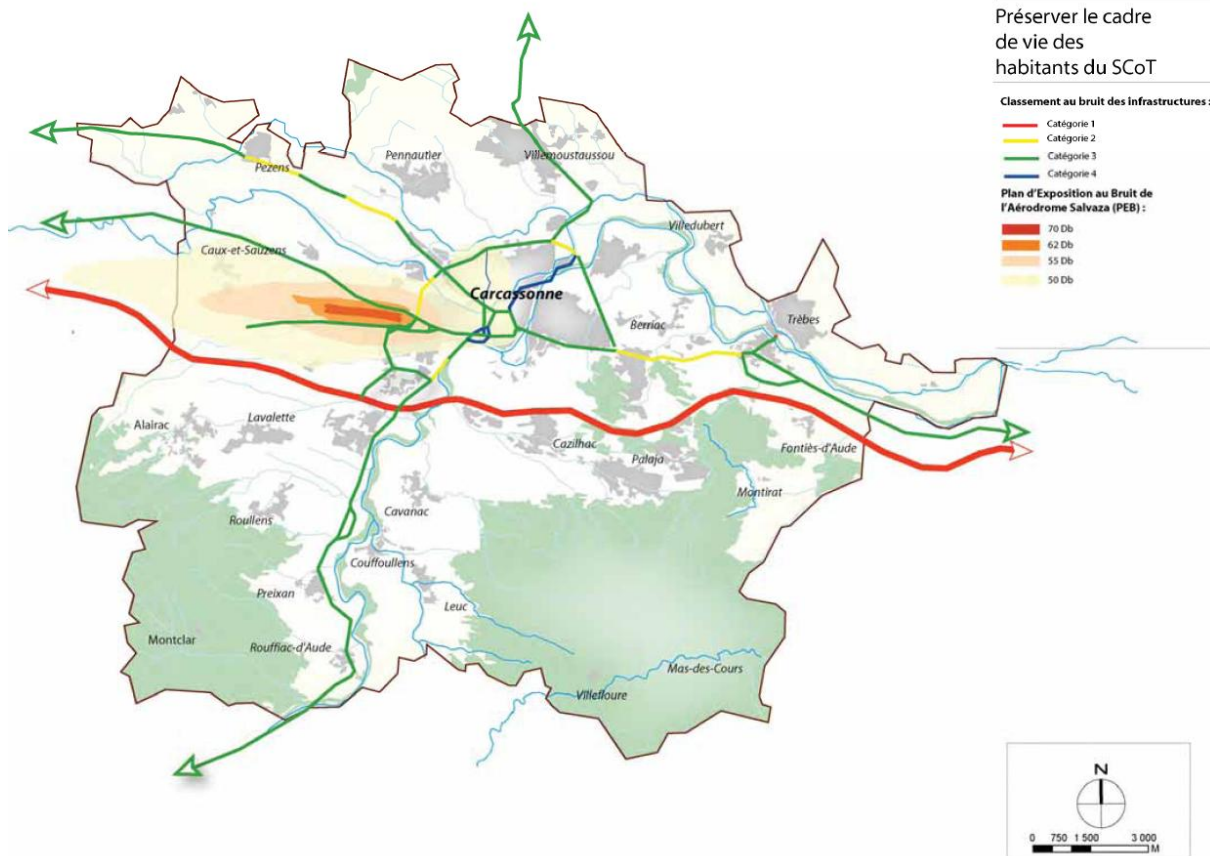 Préserver le cadre
de vie des
habitants du SCoT
Classement au bruit des infrastructures :
Catégorie 1
Catégorie 2
Catégorie 3
Catégorie 4
Plan d'Exposition au Bruit de
l'Aérodrome Salvaza (PEB) :
70 Db
62 Db
55 Db
50 Db
Pezens
Pennautier
Villemoustaussou
Villedubert
Caux-et-Sauzens
Carcassonne
Trèbes
Berriac
Alairac
Lavalette
Cazilhac
Fontiès-d'Aude
Palaja
Montirat
Roullens
Cavanac
Couffoullens
Preixan
Leuc
Montclar
Rouffiac-d'Aude
Mas-des-Cours
Villefloure
N
0 750 1 500 3 000
M